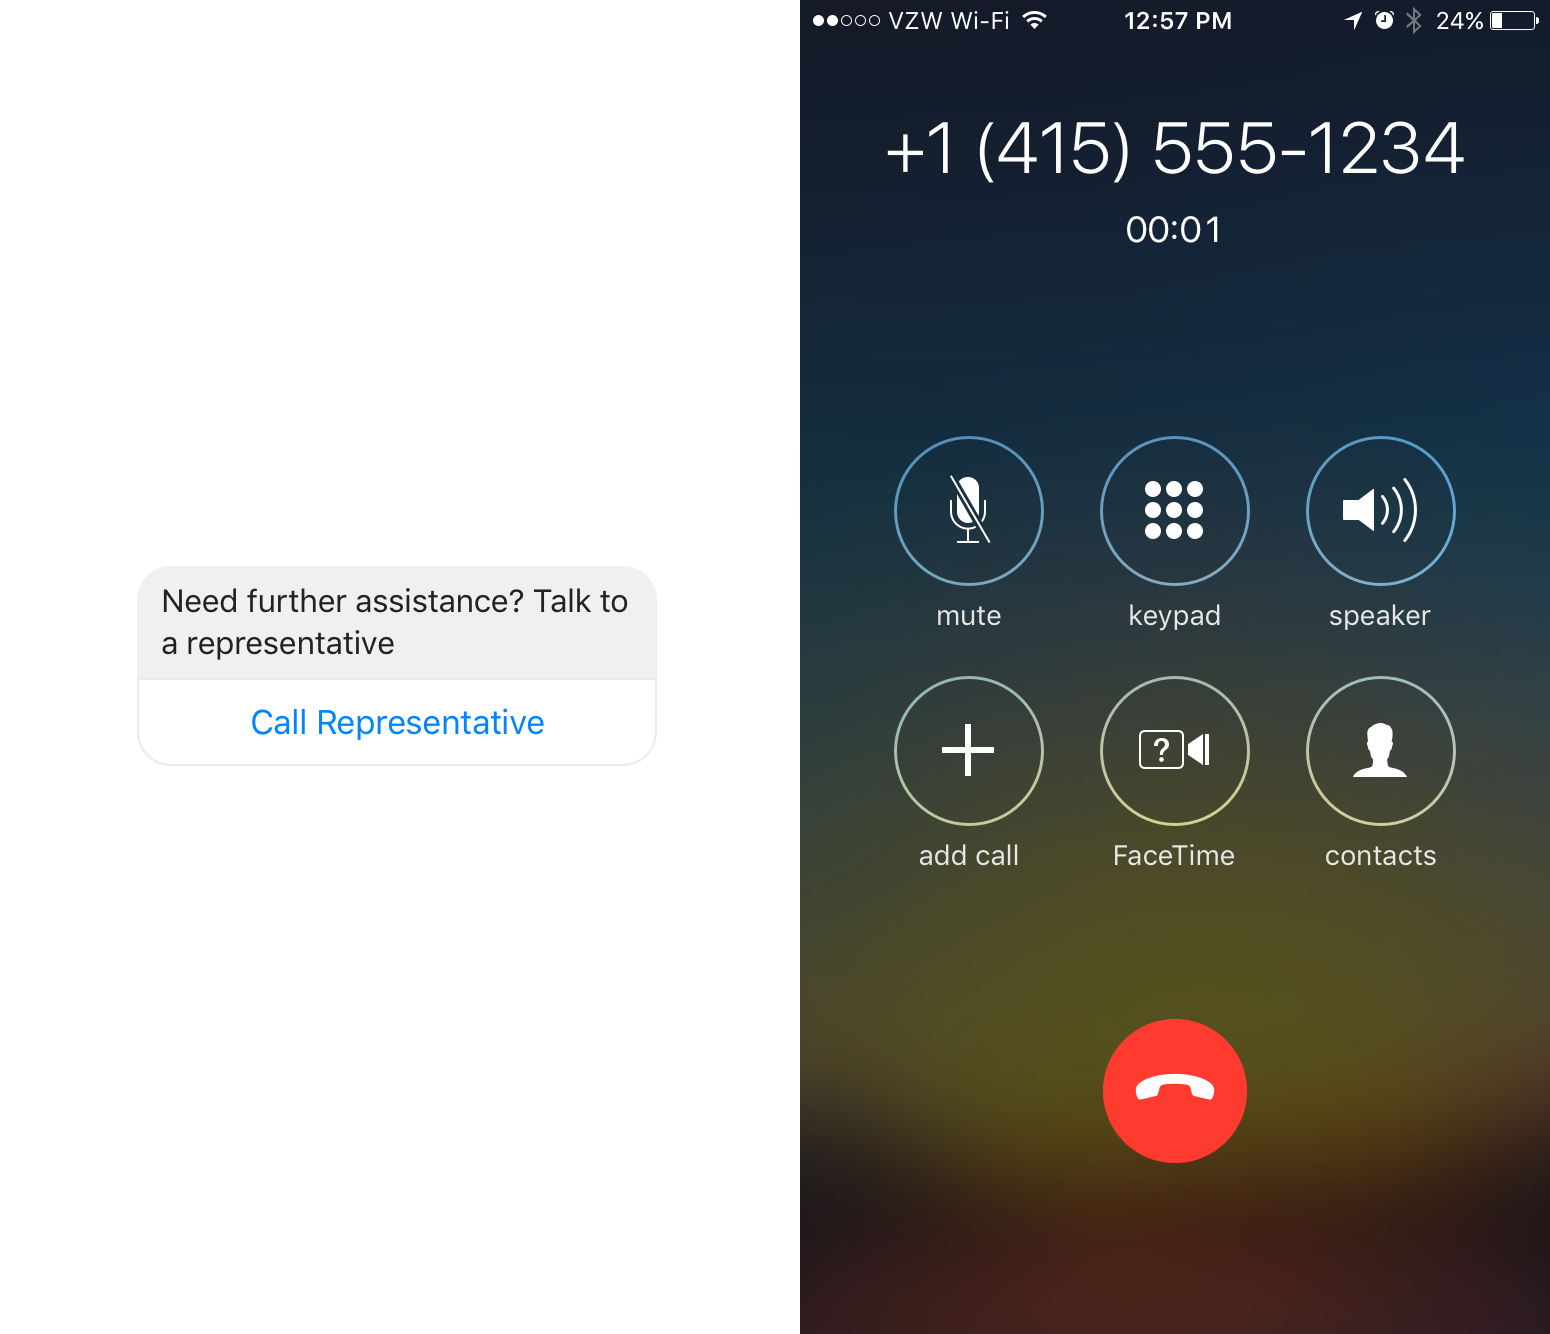 Need further assistance? Talk to
a representative
Call Representative
VZW Wi-Fi 12:57 PM 24%
+1 (415) 555-1234
00:01
mute keypad speaker
?
add call FaceTime contacts